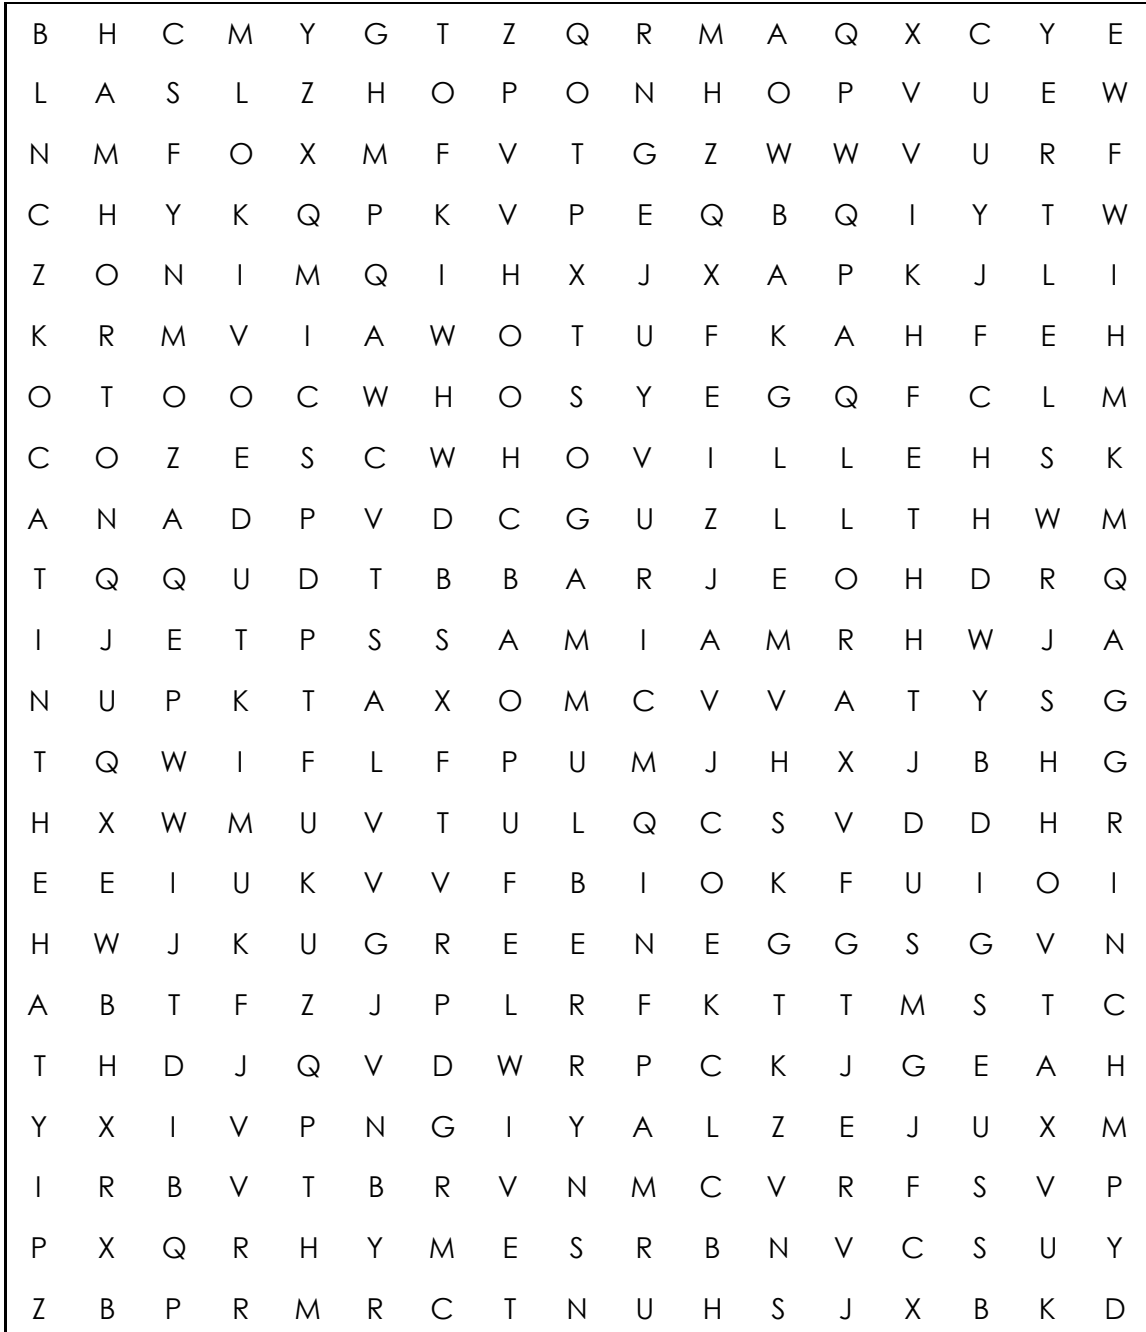 B H C M Y G T Z Q R M A Q X C Y E
L A S L Z H O P O N H O P V U E W
N M F O X M F V T G Z W W V U R F
C H Y K Q P K V P E Q B Q I Y T W
Z O N I M Q I H X J X A P K J L I
K R M V I A W O T U F K A H F E H
O T O O C W H O S Y E G Q F C L M
C O Z E S C W H O V I L L E H S K
A N A D P V D C G U Z L L T H W M
T Q Q U D T B B A R J E O H D R Q
I J E T P S S A M I A M R H W J A
N U P K T A X O M C V V A T Y S G
T Q W I F L F P U M J H X J B H G
H X W M U V T U L Q C S V D D H R
E E I U K V V F B I O K F U I O I
H W J K U G R E E N E G G S G V N
A B T F Z J P L R F K T T M S T C
T H D J Q V D W R P C K J G E A H
Y X I V P N G I Y A L Z E J U X M
I R B V T B R V N M C V R F S V P
P X Q R H Y M E S R B N V C S U Y
Z B P R M R C T N U H S J X B K D